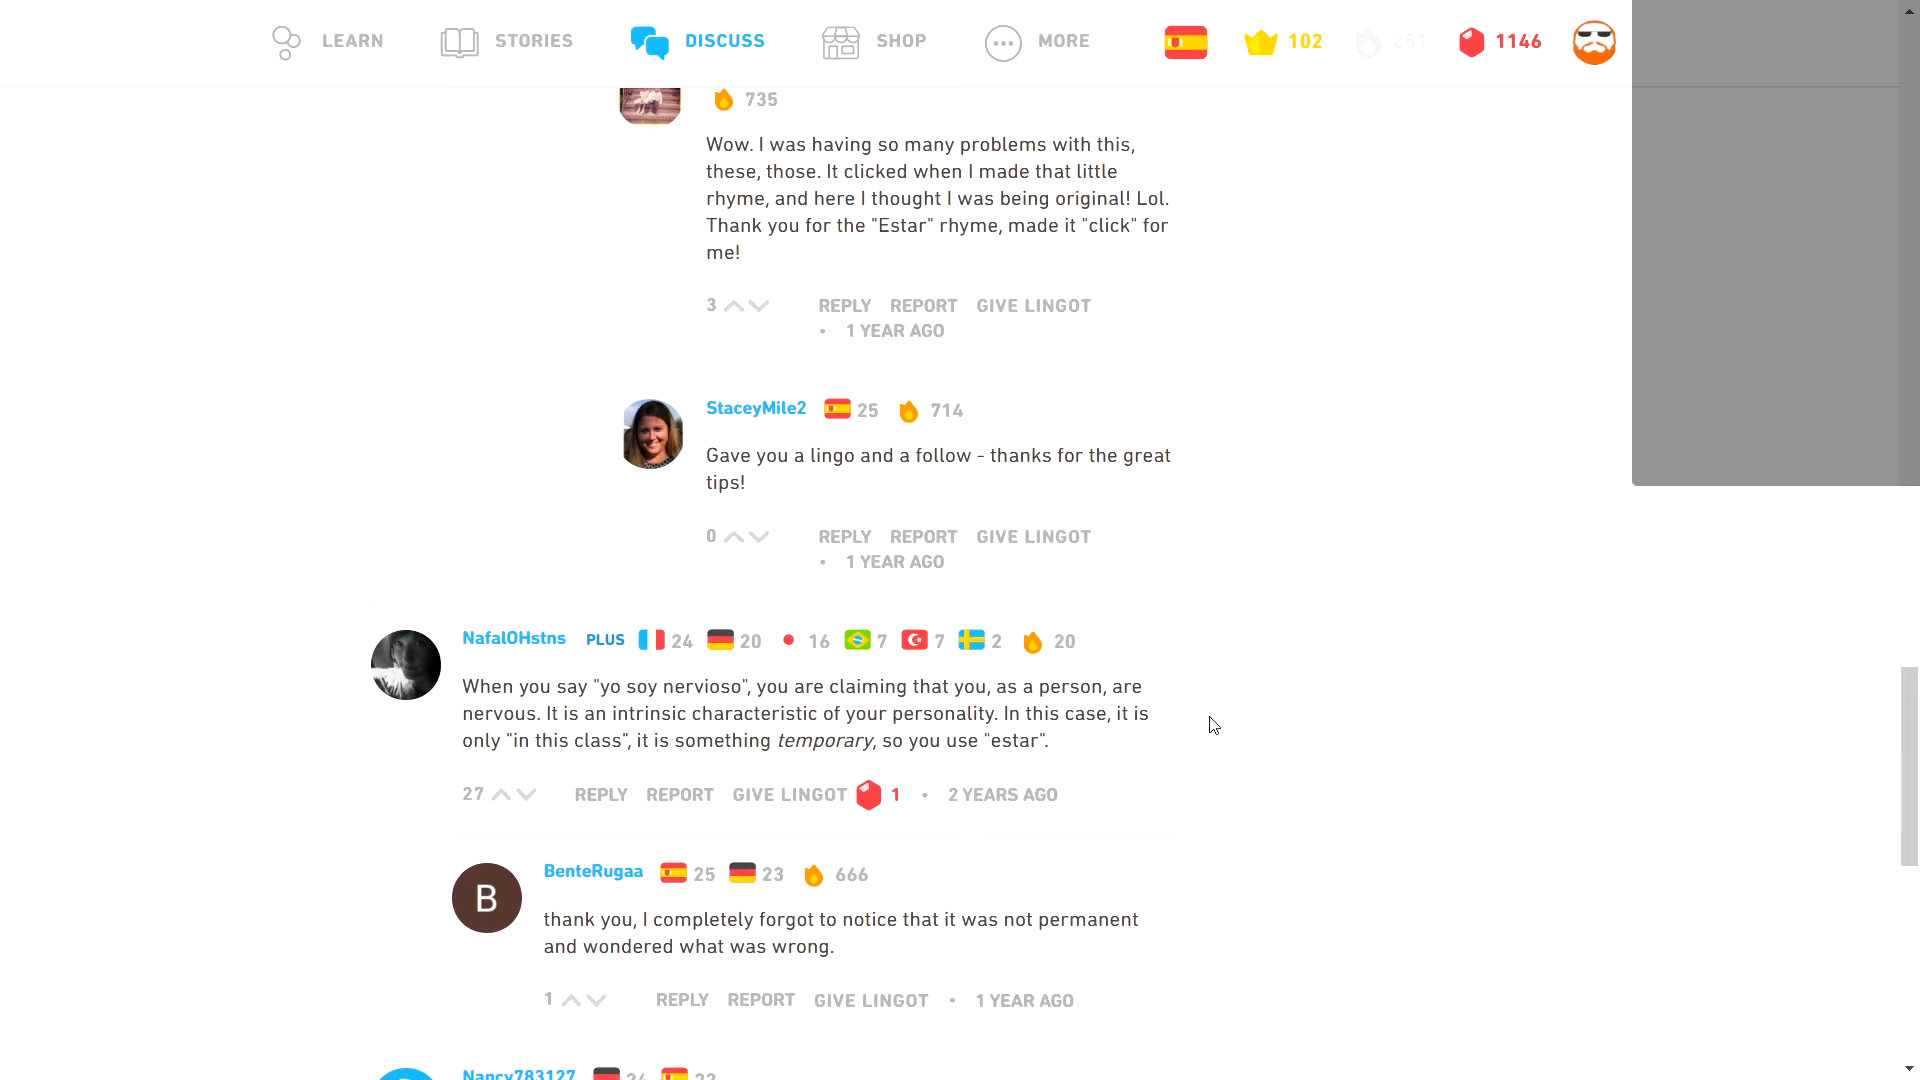 LEARN STORIES DISCUSS SHOP MORE 102 251 1146
735
Wow. I was having so many problems with this,
these, those. It clicked when I made that little
rhyme, and here I thought I was being original! Lol.
Thank you for the "Estar" rhyme, made it "click" for
me!
3 REPLY REPORT GIVE LINGOT
• 1 YEAR AGO
StaceyMile2 25 714
Gave you a lingo and a follow - thanks for the great
tips!
0 REPLY REPORT GIVE LINGOT
• 1 YEAR AGO
NafalOHstns PLUS 24 20 16 7 7 2 20
When you say "yo soy nervioso", you are claiming that you, as a person, are
nervous. It is an intrinsic characteristic of your personality. In this case, it is
only "in this class", it is something temporary, so you use "estar".
27 REPLY REPORT GIVE LINGOT 1 • 2 YEARS AGO
B
BenteRugaa 25 23 666
thank you, I completely forgot to notice that it was not permanent
and wondered what was wrong.
1 REPLY REPORT GIVE LINGOT • 1 YEAR AGO
Nancy783127 24 22